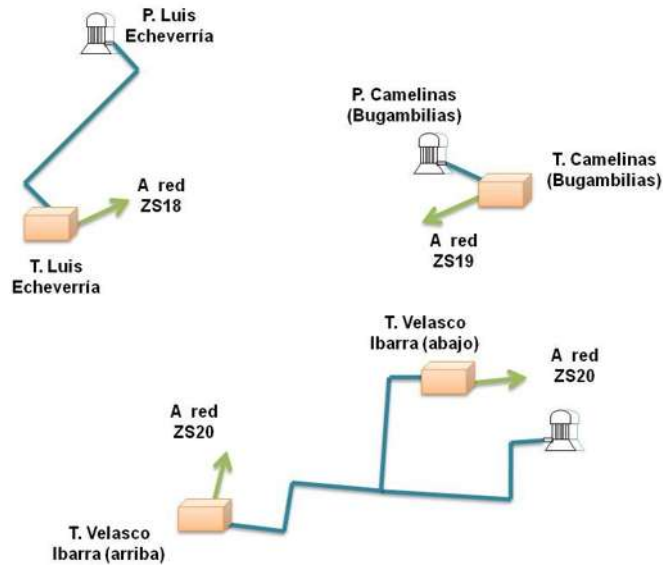 P. Luis
Echeverría
P. Camelinas
(Bugambilias)
T. Camelinas
(Bugambilias)
A red
ZS18
A red
ZS19
T. Luis
Echeverría
T. Velasco
Ibarra (abajo)
A red
ZS20
A red
ZS20
T. Velasco
Ibarra (arriba)